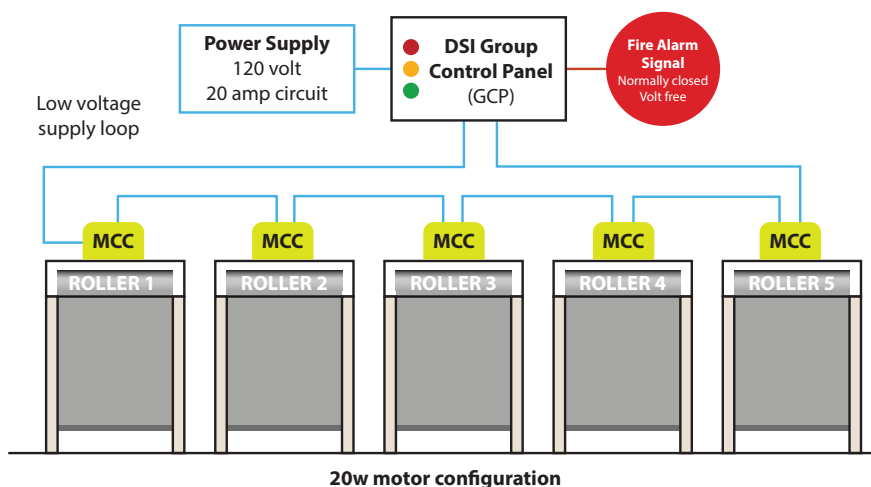 Power Supply
120 volt
20 amp circuit
DSI Group
Control Panel
(GCP)
Fire Alarm
Signal
Normally closed
Volt free
Low voltage
supply loop
MCC
MCC
MCC
MCC
MCC
ROLLER 1
ROLLER 2
ROLLER 3
ROLLER 4
ROLLER 5
20w motor configuration